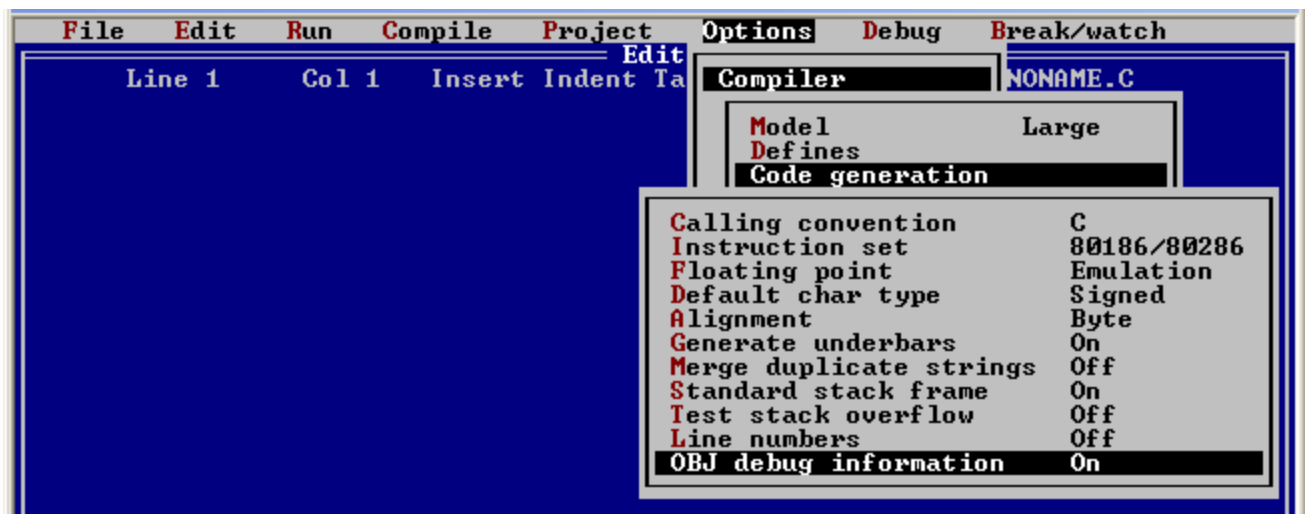 File Edit Run Compile Project Options Debug Break/watch
Edit
Line 1 Col 1 Insert Indent Ta NONAME.C
Compiler
Model Large
Defines
Code generation
Calling convention C
Instruction set 80186/80286
Floating point Emulation
Default char type Signed
Alignment Byte
Generate underbars On
Merge duplicate strings Off
Standard stack frame On
Test stack overflow Off
Line numbers Off
OBJ debug information On